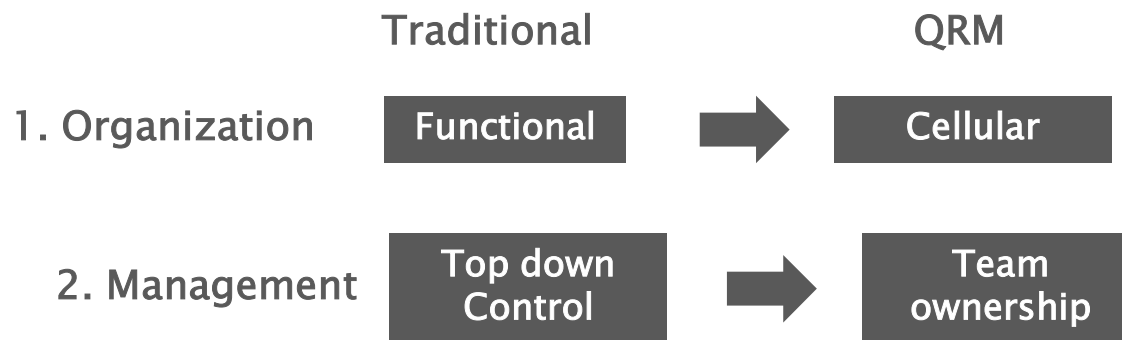 Traditional QRM
1. Organization Functional Cellular
2. Management Top down Control Team ownership